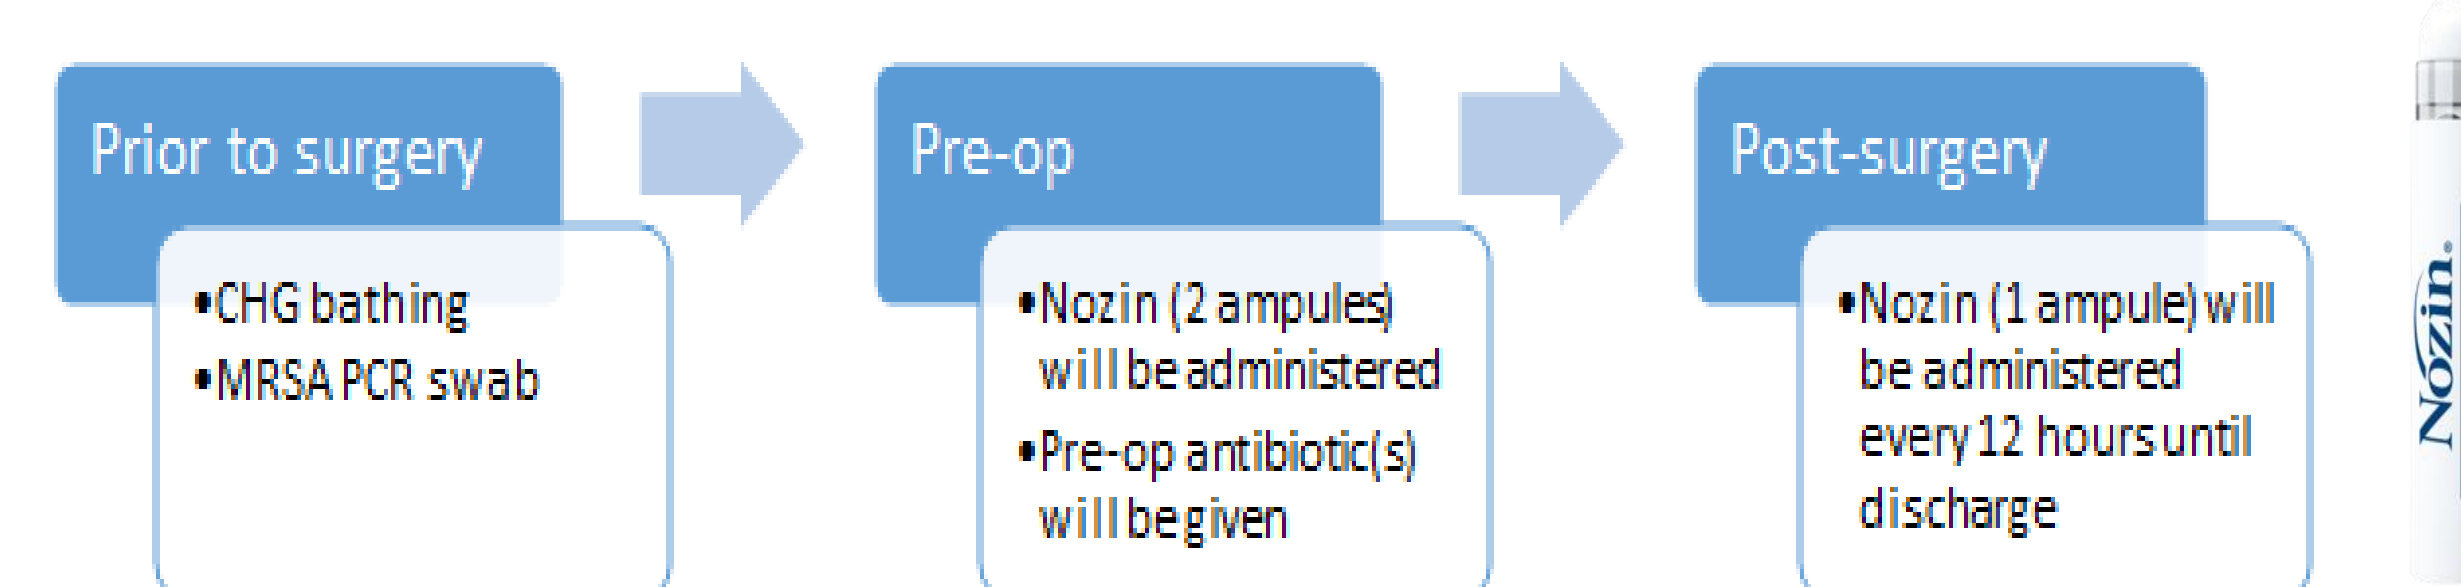 Prior to surgery
•CHG bathing
•MRSA PCR swab
Pre-op
•Nozin (2 ampules)
will be administered
•Pre-op antibiotic(s)
will be given
Post-surgery
•Nozin (1 ampule) will
be administered
every 12 hours until
discharge
Nozin®